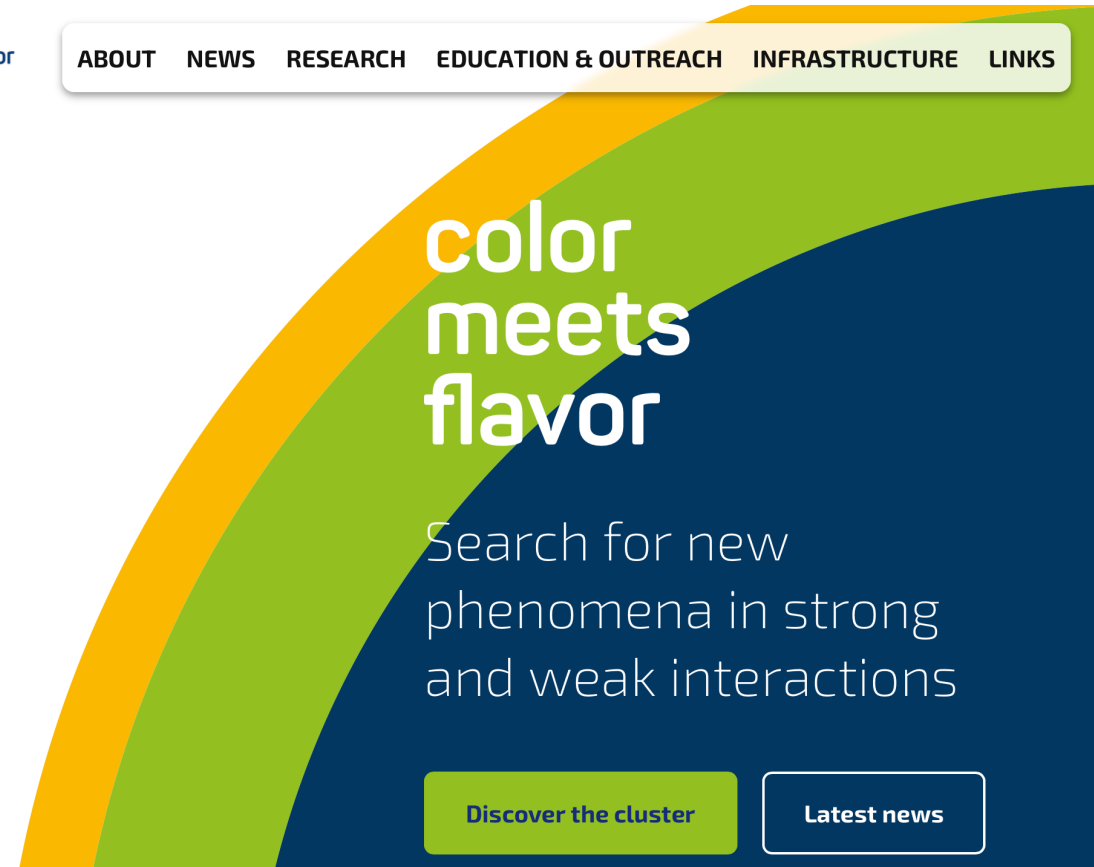 ABOUT NEWS RESEARCH EDUCATION & OUTREACH INFRASTRUCTURE LINKS
color
meets
flavor
Search for new
phenomena in strong
and weak interactions
Discover the cluster Latest news